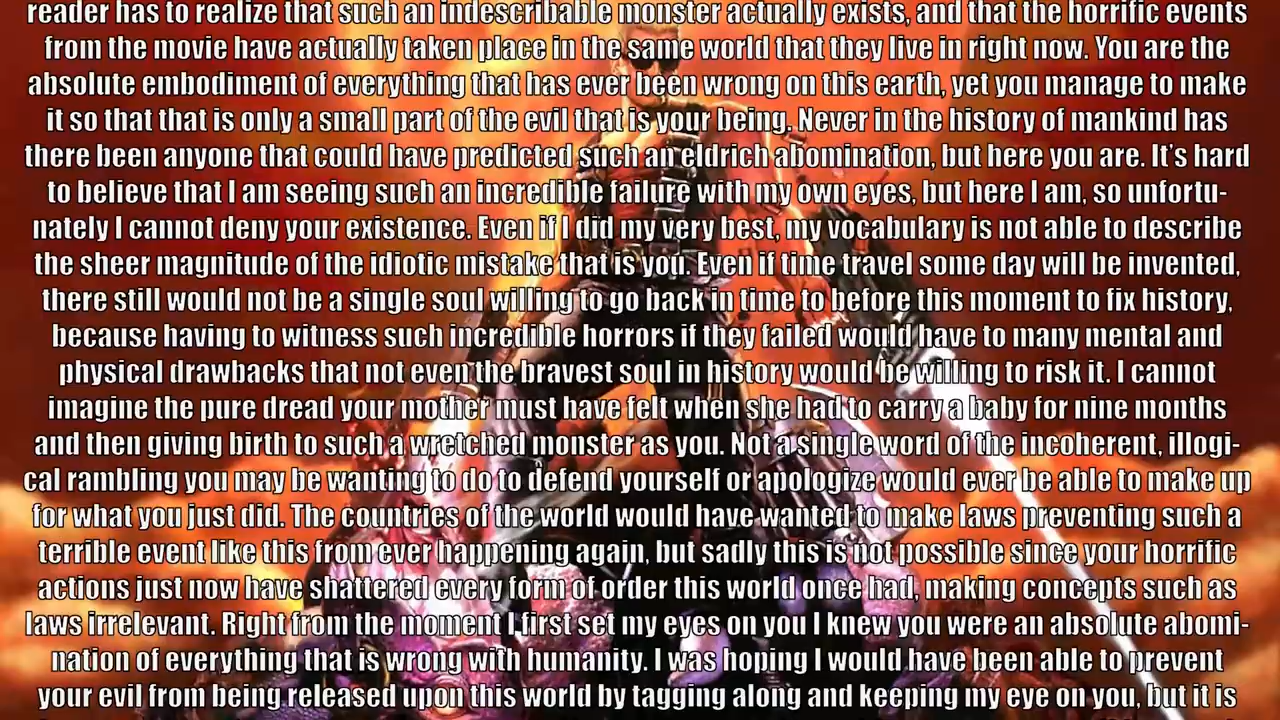 reader has to realize that such an indescribable monster actually exists, and that the horrific events
from the movie have actually taken place in the same world that they live in right now. You are the
absolute embodiment of everything that has ever been wrong on this earth, yet you manage to make
it so that that is only a small part of the evil that is your being. Never in the history of mankind has
there been anyone that could have predicted such an eldrich abomination, but here you are. It's hard
to believe that I am seeing such an incredible failure with my own eyes, but here I am, so unfortu-
nately I cannot deny your existence. Even if I did my very best, my vocabulary is not able to describe
the sheer magnitude of the idiotic mistake that is you. Even if time travel some day will be invented,
there still would not be a single soul willing to go back in time to before this moment to fix history,
because having to witness such incredible horrors if they failed would have to many mental and
physical drawbacks that not even the bravest soul in history would be willing to risk it. I cannot
imagine the pure dread your mother must have felt when she had to carry a baby for nine months
and then giving birth to such a wretched monster as you. Not a single word of the incoherent, illogi-
cal rambling you may be wanting to do to defend yourself or apologize would ever be able to make up
for what you just did. The countries of the world would have wanted to make laws preventing such a
terrible event like this from ever happening again, but sadly this is not possible since your horrific
actions just now have shattered every form of order this world once had, making concepts such as
laws irrelevant. Right from the moment I first set my eyes on you I knew you were an absolute abomi-
nation of everything that is wrong with humanity. I was hoping I would have been able to prevent
your evil from being released upon this world by tagging along and keeping my eye on you, but it is